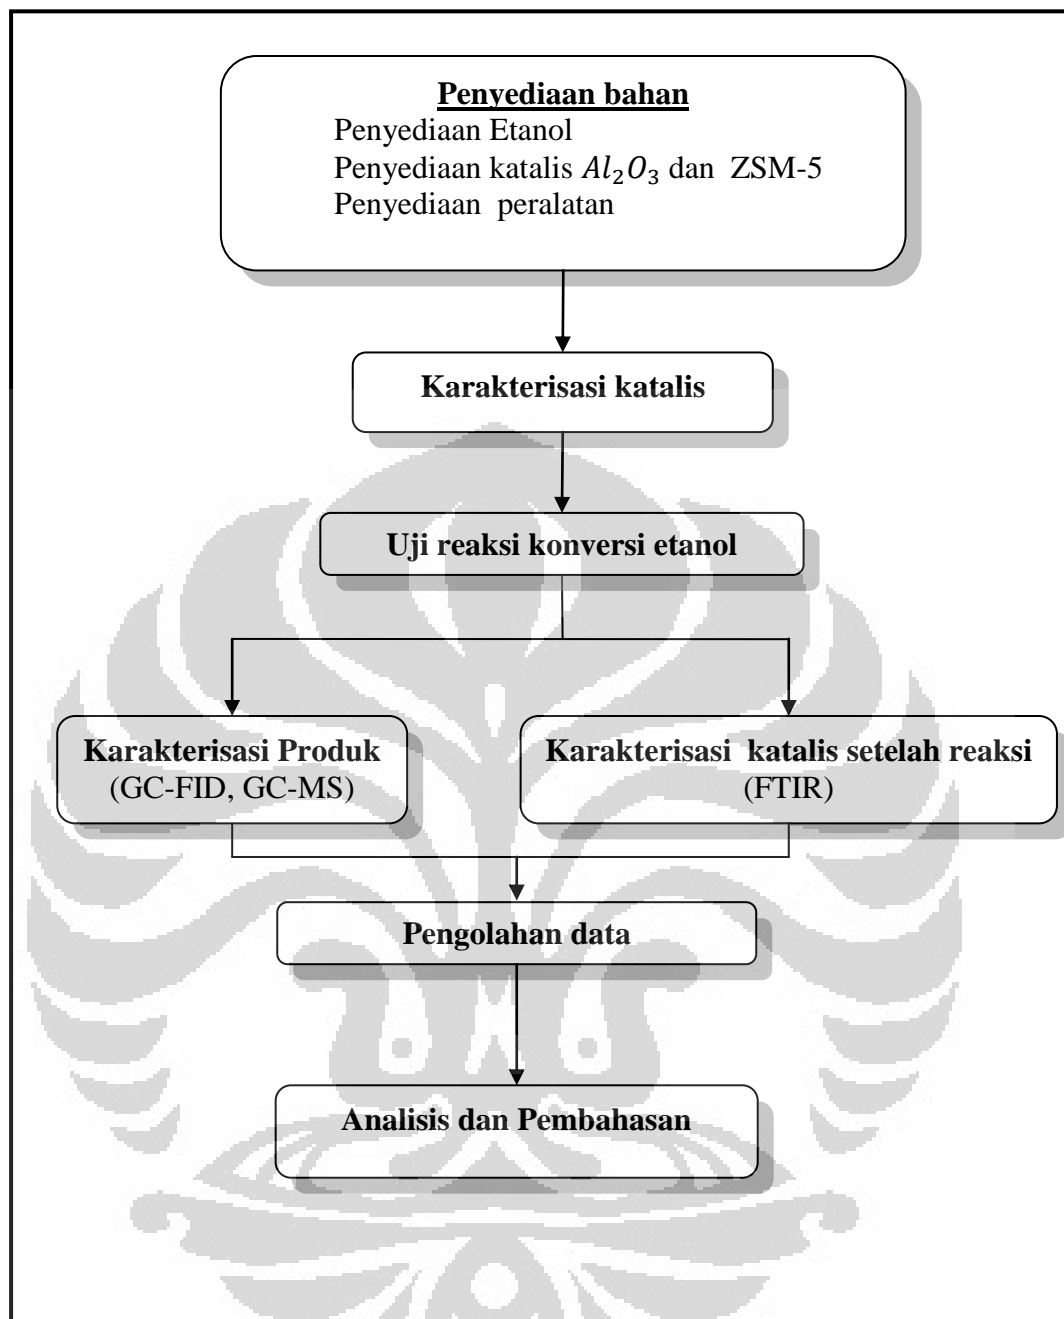 Penyediaan bahan
Penyediaan Etanol
Penyediaan katalis Al₂O₃ dan ZSM-5
Penyediaan peralatan
Karakterisasi katalis
Uji reaksi konversi etanol
Karakterisasi Produk
(GC-FID, GC-MS)
Karakterisasi katalis setelah reaksi
(FTIR)
Pengolahan data
Analisis dan Pembahasan